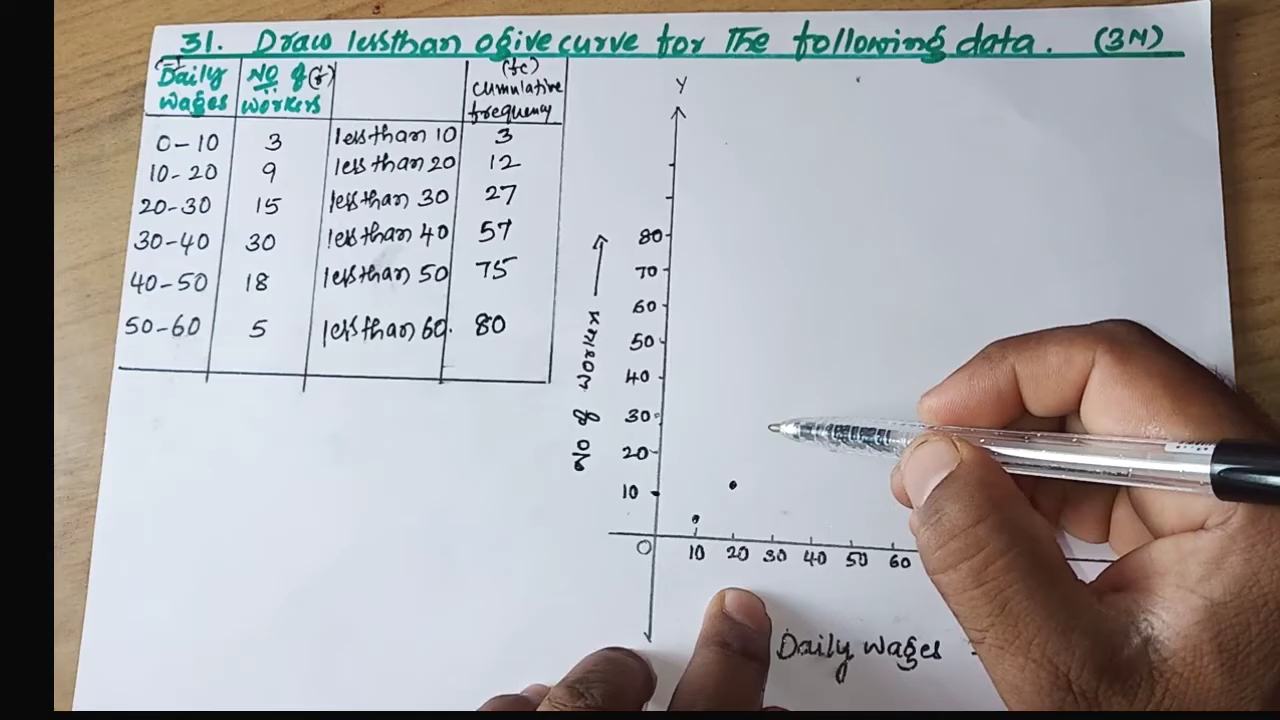 31. Draw lessthan ogive curve for The following data. (3M)
Daily wages No of (f) workers (fc) cumulative frequency
0-10 3 less than 10 3
10-20 9 less than 20 12
20-30 15 less than 30 27
30-40 30 less than 40 57
40-50 18 less than 50 75
50-60 5 less than 60. 80
Y
80
70
60
50
40
30
20
10
No of workers
O 10 20 30 40 50 60
Daily wages